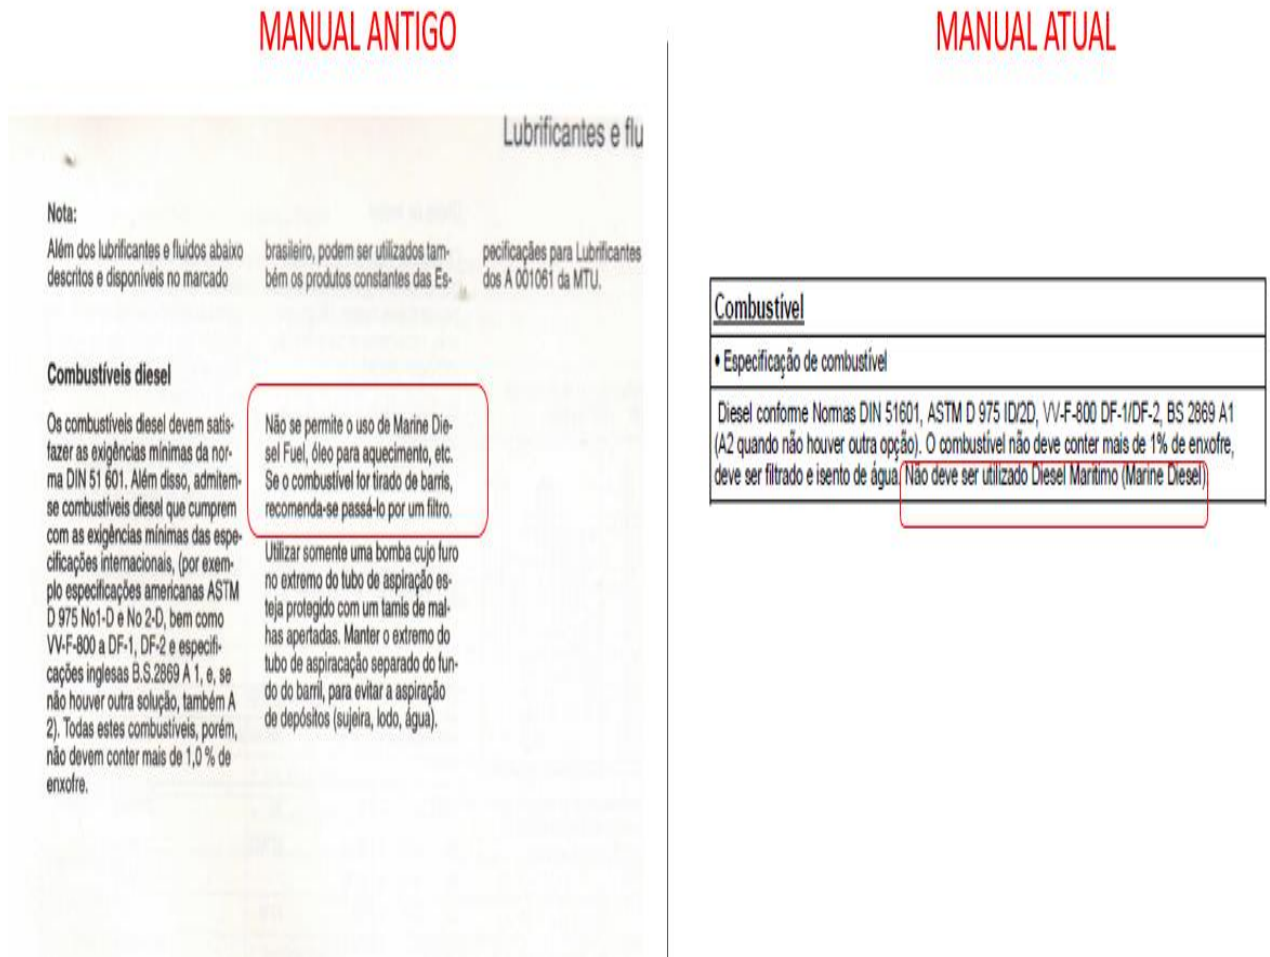 MANUAL ANTIGO
Lubrificantes e flu
Nota:
Além dos lubrificantes e fluidos abaixo
descritos e disponíveis no marcado
brasileiro, podem ser utilizados tam-
bém os produtos constantes das Es-
pecificações para Lubrificantes
dos A 001061 da MTU.
Combustíveis diesel
Os combustíveis diesel devem satis-
fazer as exigências mínimas da nor-
ma DIN 51 601. Além disso, admitem-
se combustíveis diesel que cumprem
com as exigências mínimas das espe-
cificações internacionais, (por exem-
plo especificações americanas ASTM
D 975 No1-D e No 2-D, bem como
VV-F-800 a DF-1, DF-2 e especifi-
cações inglesas B.S.2869 A 1, e, se
não houver outra solução, também A
2). Todas estes combustíveis, porém,
não devem conter mais de 1,0 % de
enxofre.
Não se permite o uso de Marine Die-
sel Fuel, óleo para aquecimento, etc.
Se o combustível for tirado de barris,
recomenda-se passá-lo por um filtro.
Utilizar somente uma bomba cujo furo
no extremo do tubo de aspiração es-
teja protegido com um tamis de mal-
has apertadas. Manter o extremo do
tubo de aspiracação separado do fun-
do do barril, para evitar a aspiração
de depósitos (sujeira, lodo, água).
MANUAL ATUAL
Combustível
• Especificação de combustível
Diesel conforme Normas DIN 51601, ASTM D 975 ID/2D, VV-F-800 DF-1/DF-2, BS 2869 A1
(A2 quando não houver outra opção). O combustível não deve conter mais de 1% de enxofre,
deve ser filtrado e isento de água. Não deve ser utilizado Diesel Marítimo (Marine Diesel)